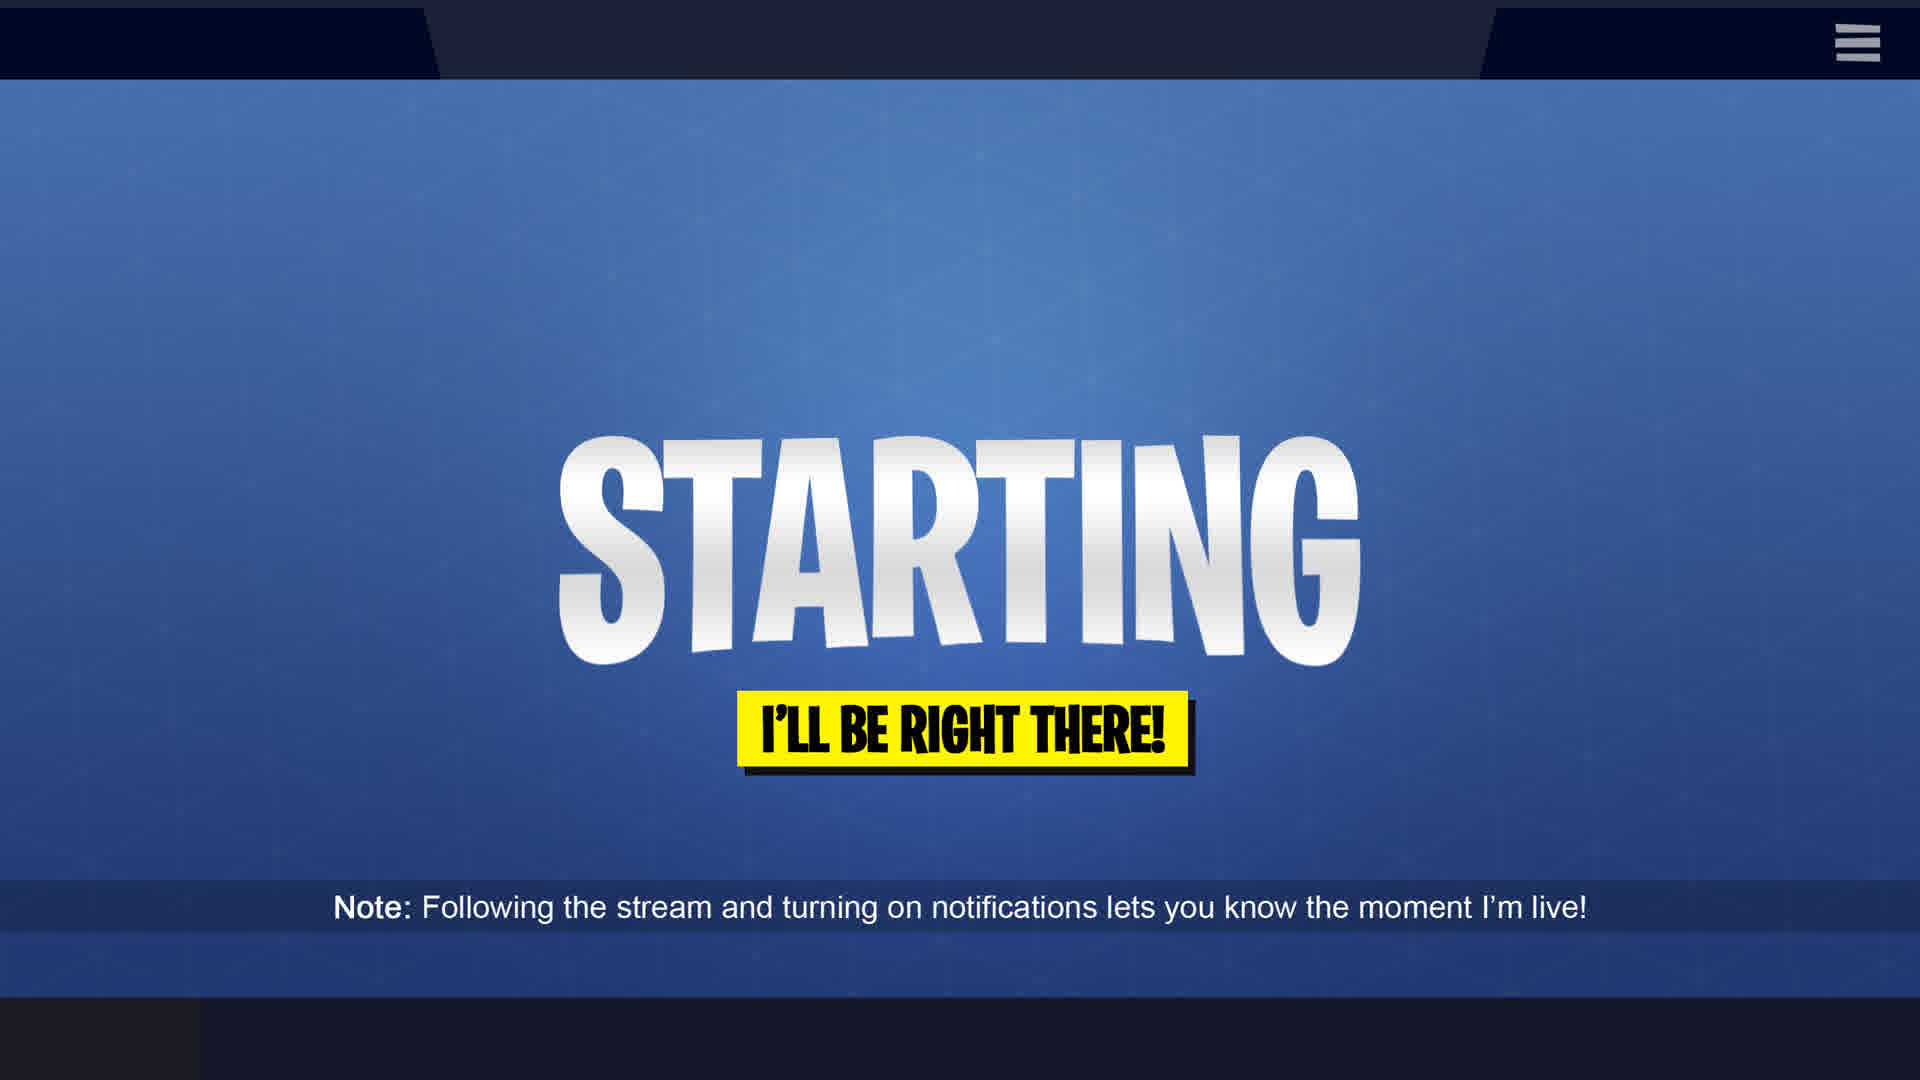 STARTING
I’LL BE RIGHT THERE!
Note: Following the stream and turning on notifications lets you know the moment I’m live!